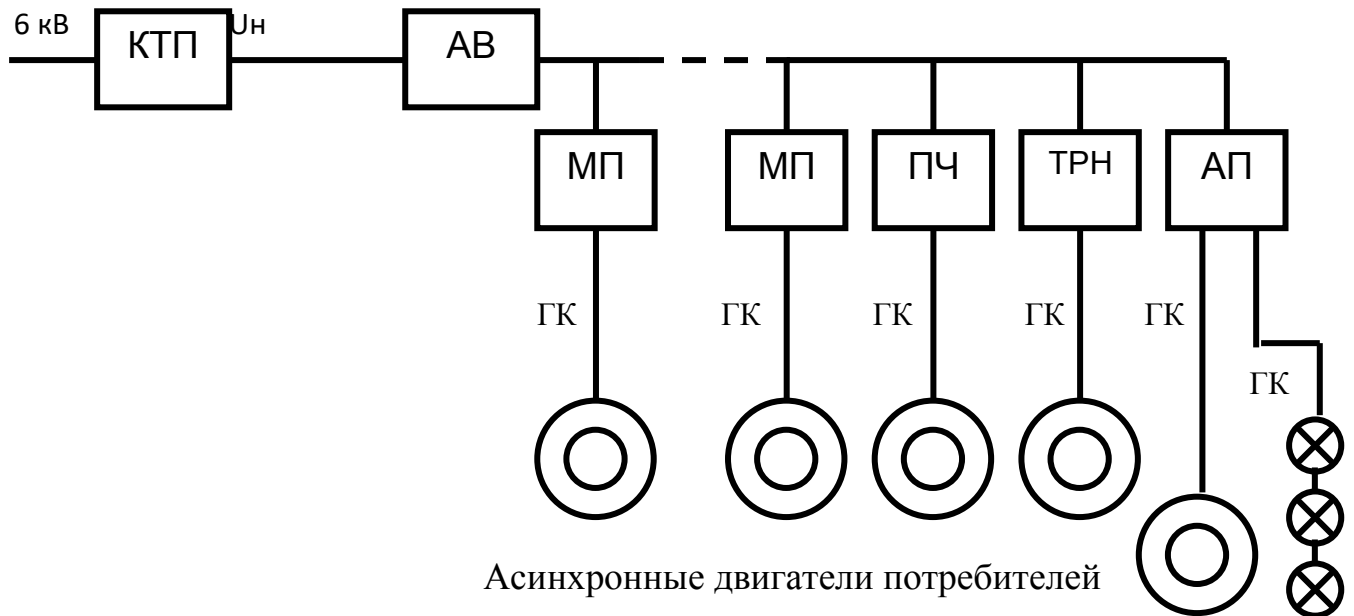 6 кВ
КТП
Uн
АВ
МП
МП
ПЧ
ТРН
АП
ГК
ГК
ГК
ГК
ГК
ГК
Асинхронные двигатели потребителей